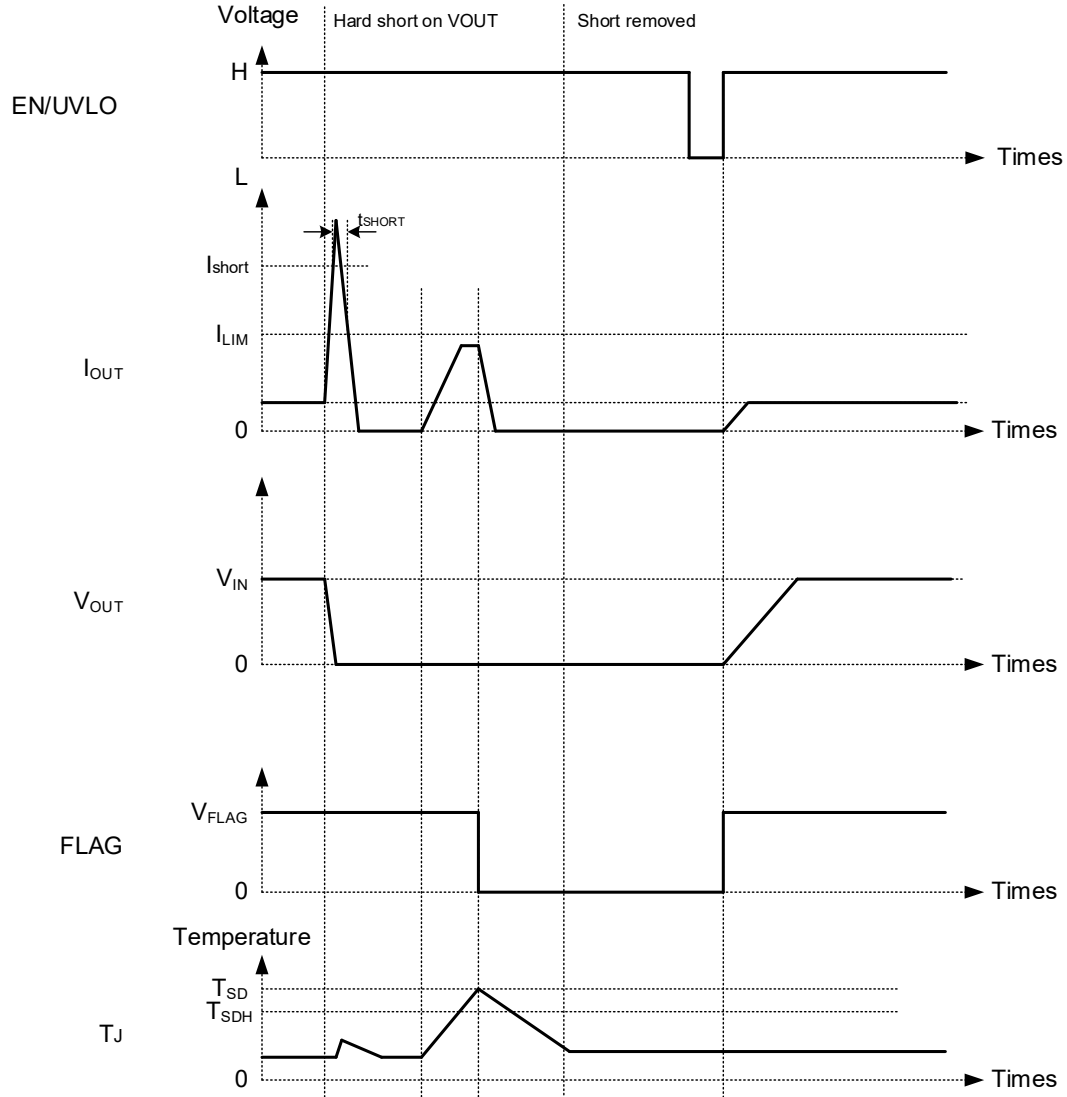 Voltage
Hard short on VOUT
Short removed
H
EN/UVLO
Times
L
tSHORT
Ishort
ILIM
IOUT
0
Times
VIN
VOUT
0
Times
VFLAG
FLAG
0
Times
Temperature
TSD
TSDH
TJ
0
Times